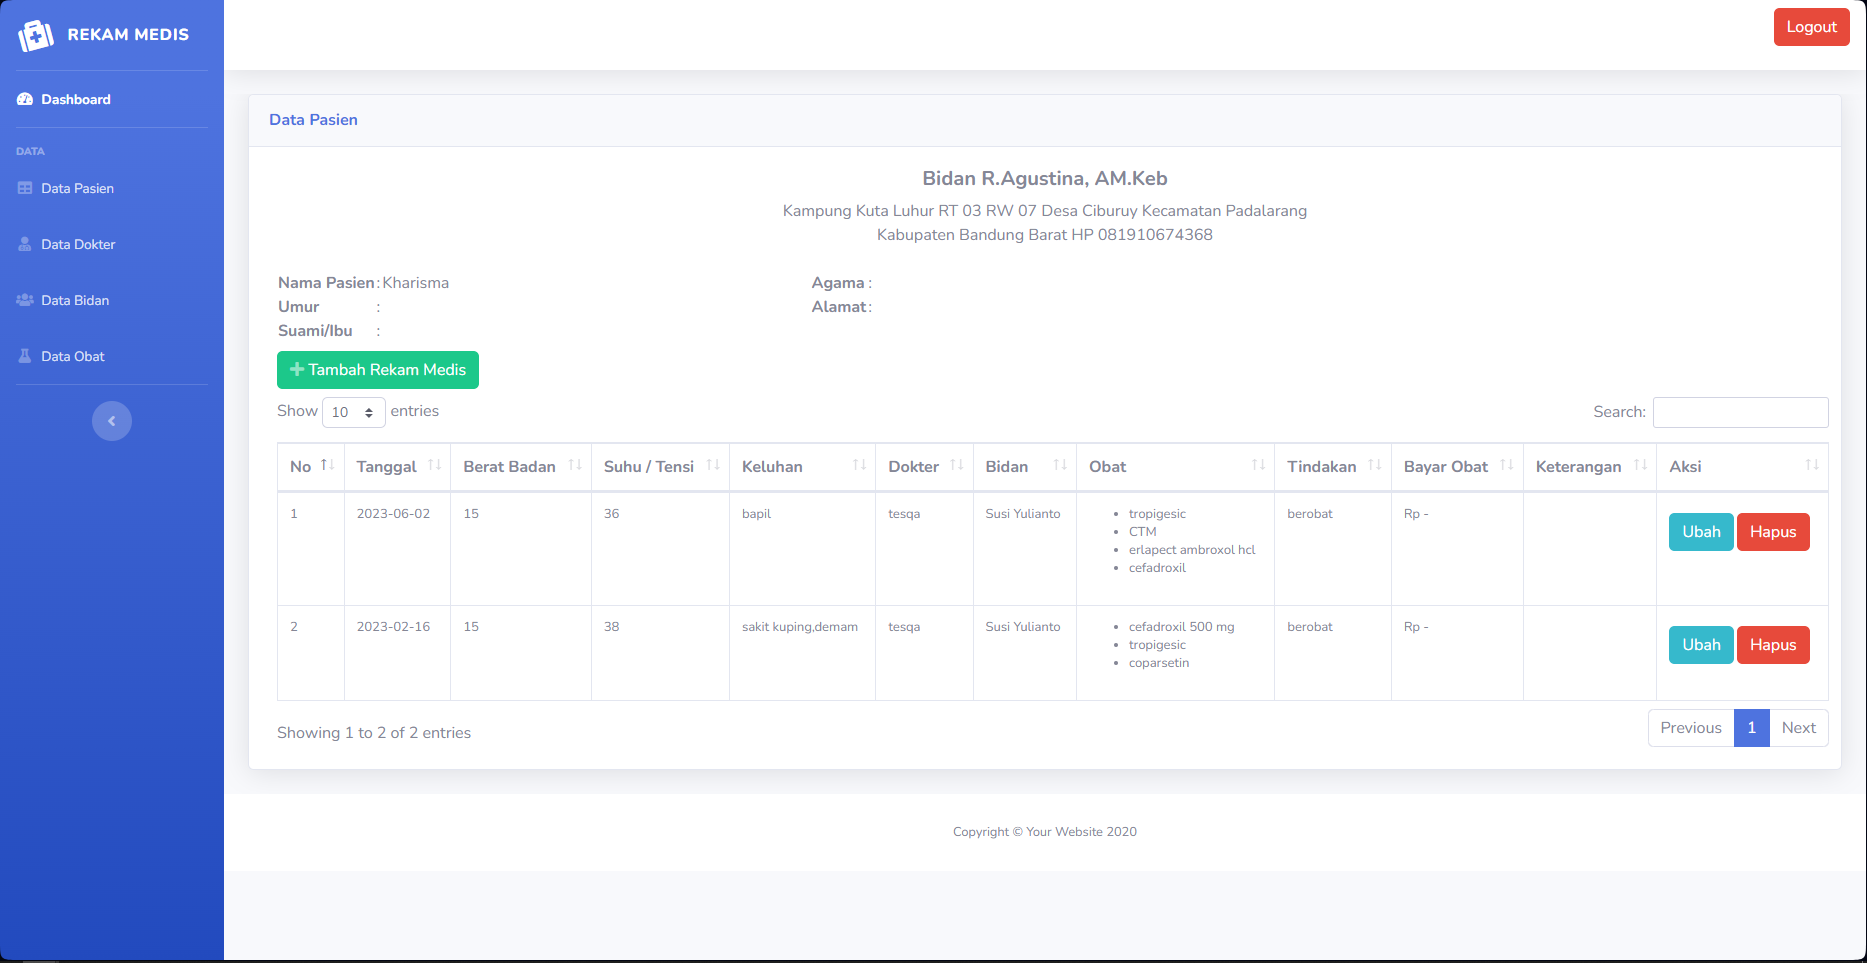 REKAM MEDIS
Logout
Dashboard
DATA
Data Pasien
Data Dokter
Data Bidan
Data Obat
Data Pasien
Bidan R.Agustina, AM.Keb
Kampung Kuta Luhur RT 03 RW 07 Desa Ciburuy Kecamatan Padalarang
Kabupaten Bandung Barat HP 081910674368
Nama Pasien : Kharisma
Umur :
Suami/Ibu :
Agama :
Alamat :
Tambah Rekam Medis
Show 10 entries
Search:
No Tanggal Berat Badan Suhu / Tensi Keluhan Dokter Bidan Obat Tindakan Bayar Obat Keterangan Aksi
1 2023-06-02 15 36 bapil tesqa Susi Yulianto • tropigesic berobat Rp -
• CTM
• erlapect ambroxol hcl
• cefadroxil
Ubah Hapus
2 2023-02-16 15 38 sakit kuping,demam tesqa Susi Yulianto • cefadroxil 500 mg berobat Rp -
• tropigesic
• coparsetin
Ubah Hapus
Showing 1 to 2 of 2 entries
Previous 1 Next
Copyright © Your Website 2020